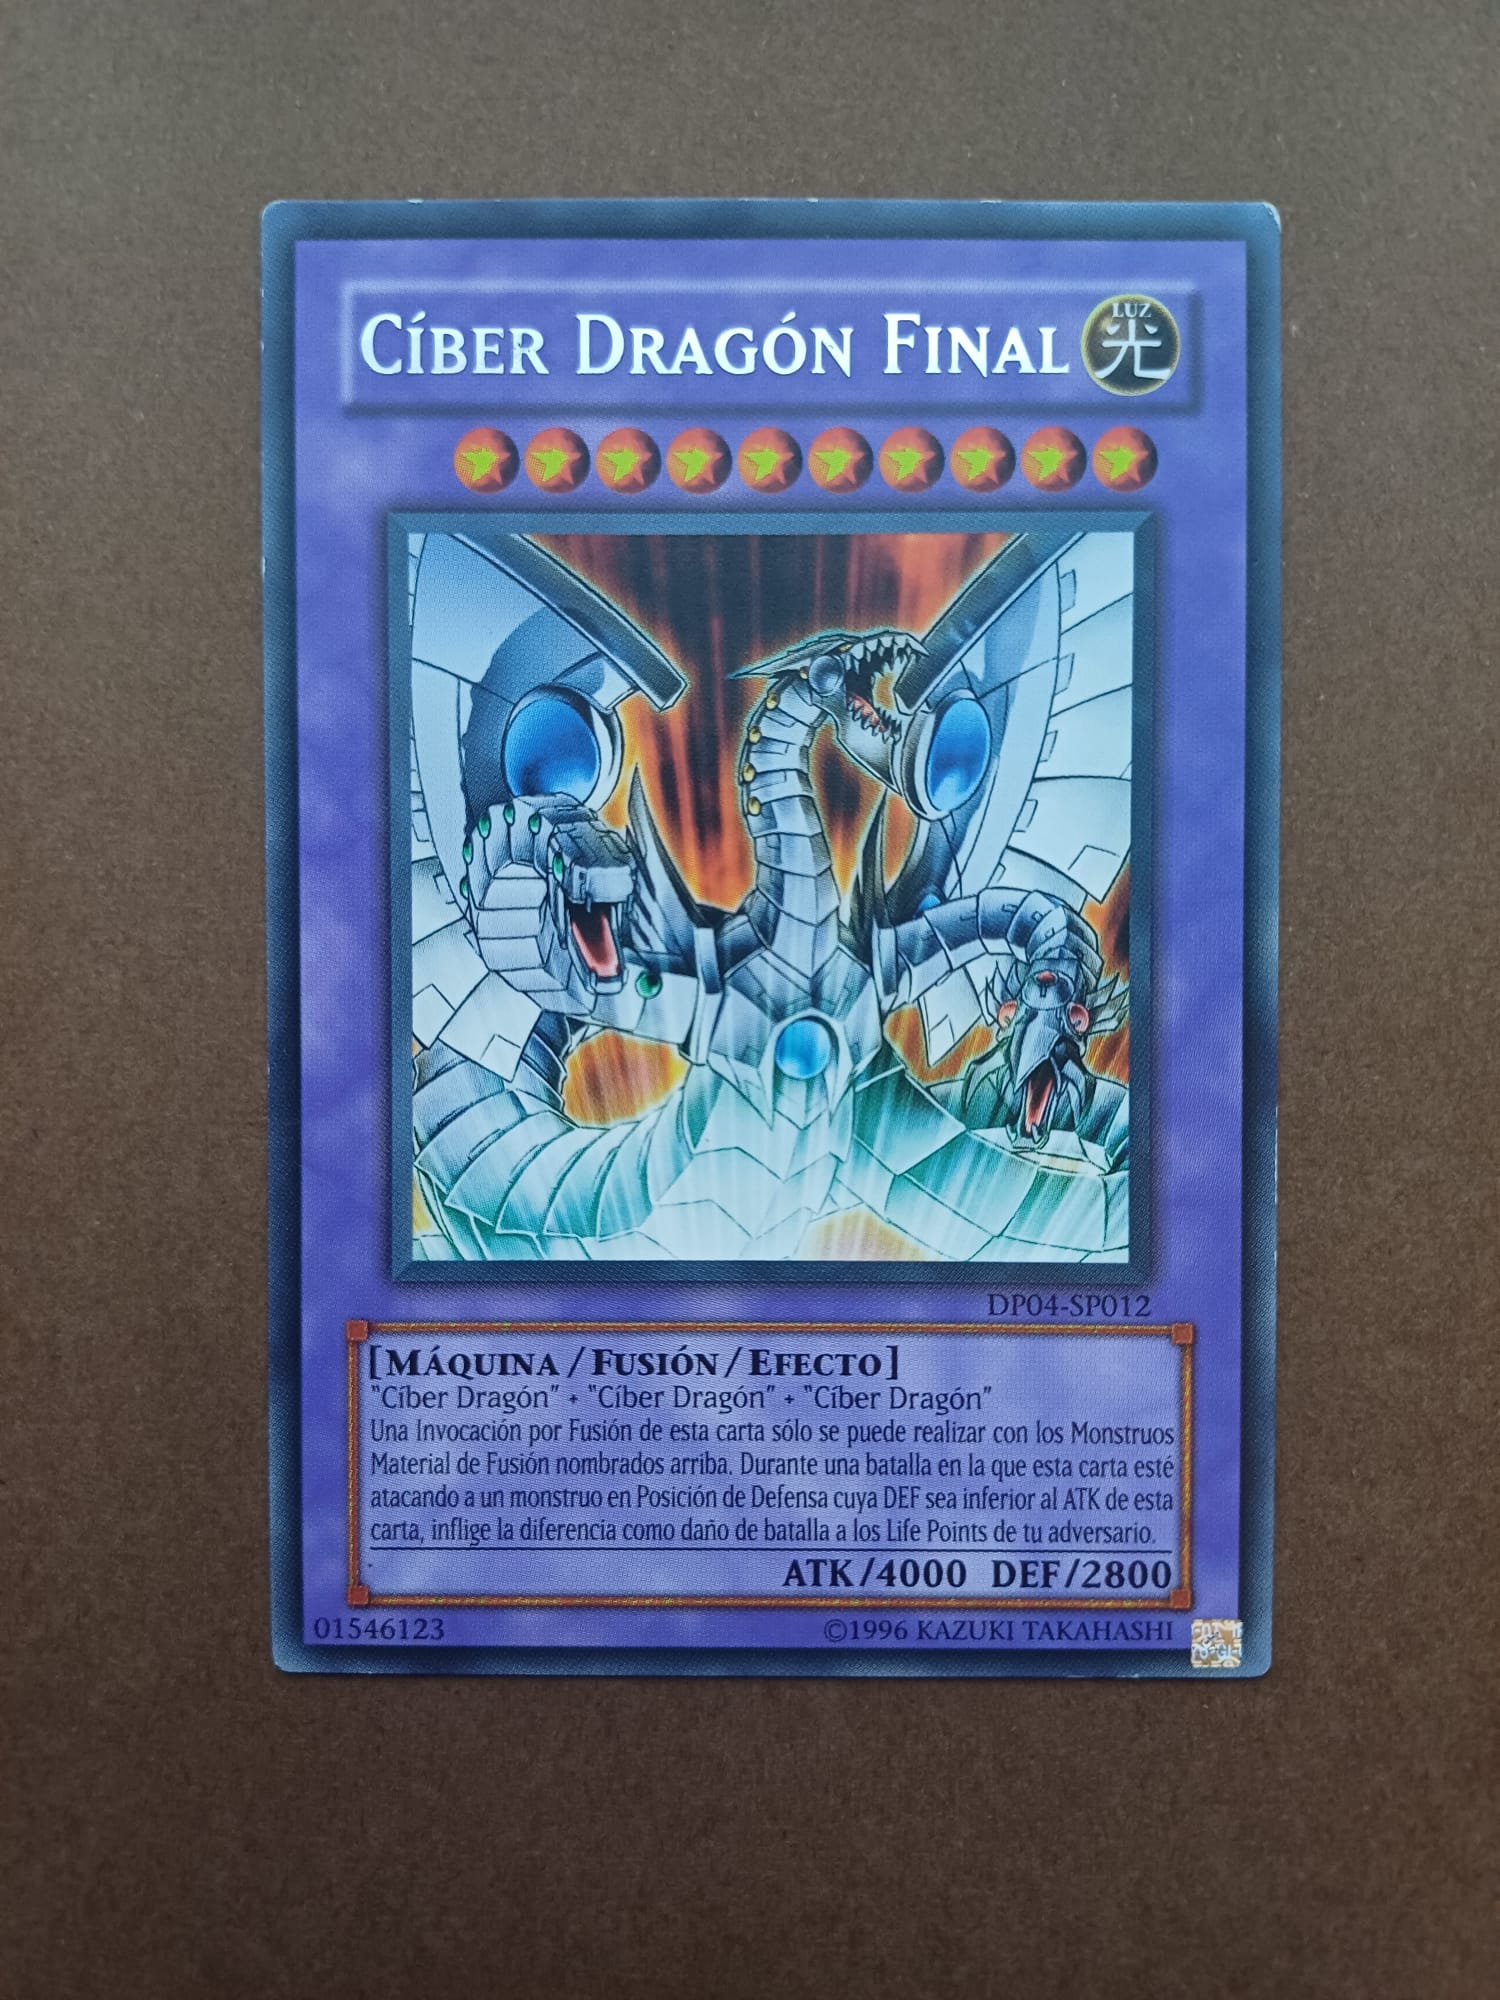 CÍBER DRAGÓN FINAL
LUZ
光
DP04-SP012
[MÁQUINA/FUSIÓN/EFECTO]
"Cíber Dragón" + "Cíber Dragón" + "Cíber Dragón"
Una Invocación por Fusión de esta carta sólo se puede realizar con los Monstruos
Material de Fusión nombrados arriba. Durante una batalla en la que esta carta esté
atacando a un monstruo en Posición de Defensa cuya DEF sea inferior al ATK de esta
carta, inflige la diferencia como daño de batalla a los Life Points de tu adversario.
ATK/4000 DEF/2800
01546123
©1996 KAZUKI TAKAHASHI